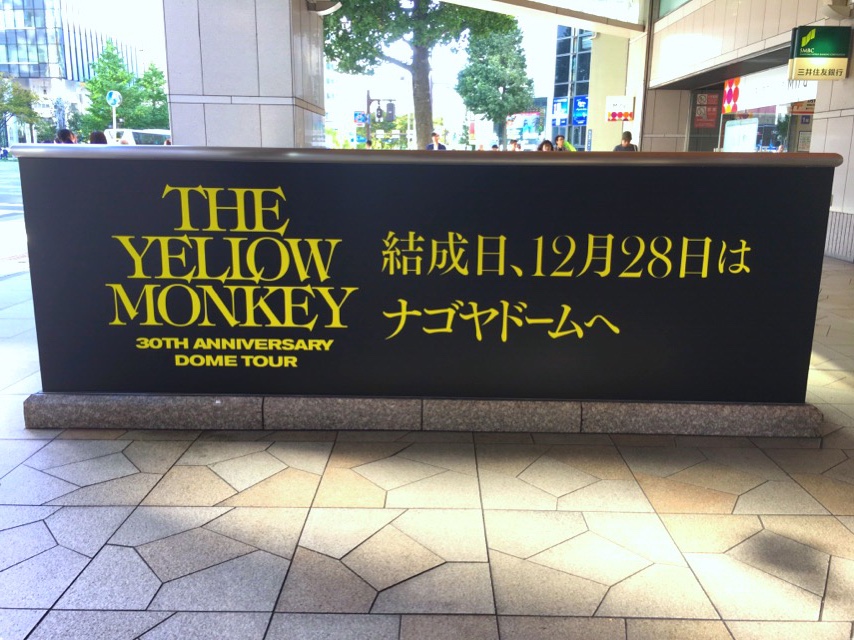 THE
YELLOW
MONKEY
30TH ANNIVERSARY
DOME TOUR
結成日、12月28日は
ナゴヤドームへ
SMBC
三井住友銀行